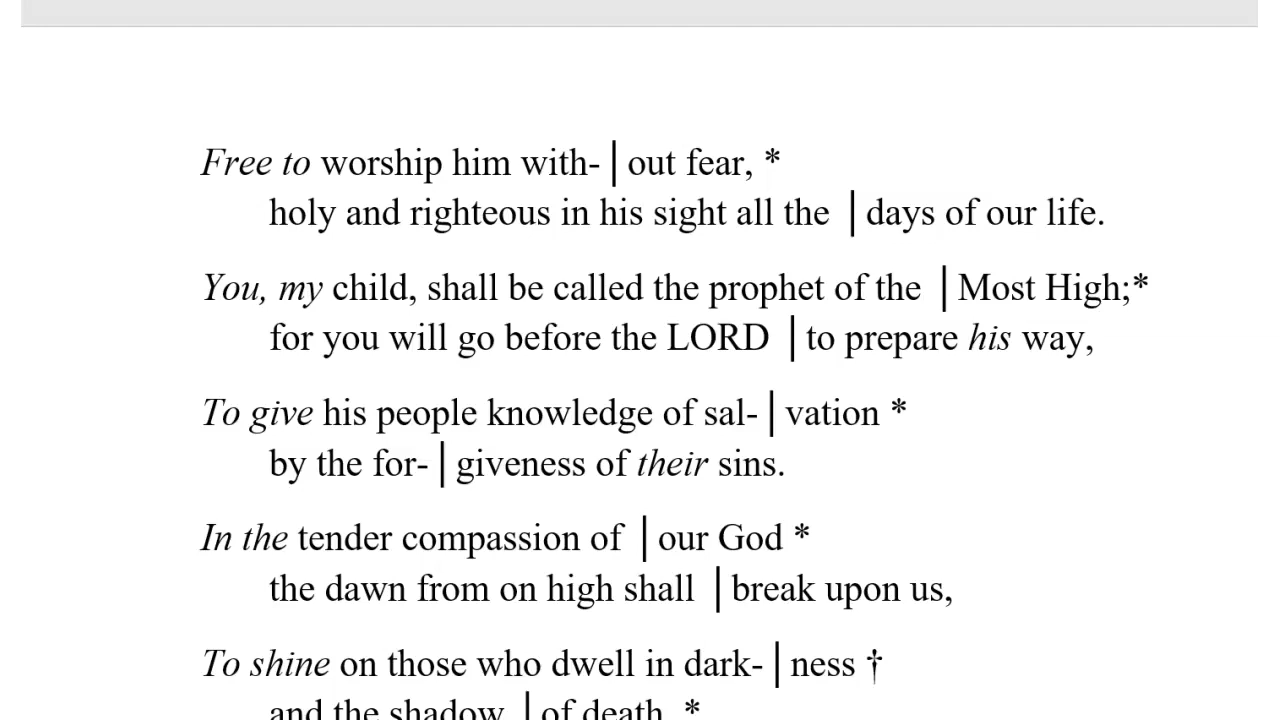 Free to worship him with-|out fear, *
holy and righteous in his sight all the |days of our life.
You, my child, shall be called the prophet of the |Most High;*
for you will go before the LORD |to prepare his way,
To give his people knowledge of sal-|vation *
by the for-|giveness of their sins.
In the tender compassion of |our God *
the dawn from on high shall |break upon us,
To shine on those who dwell in dark-|ness †
and the shadow |of death, *